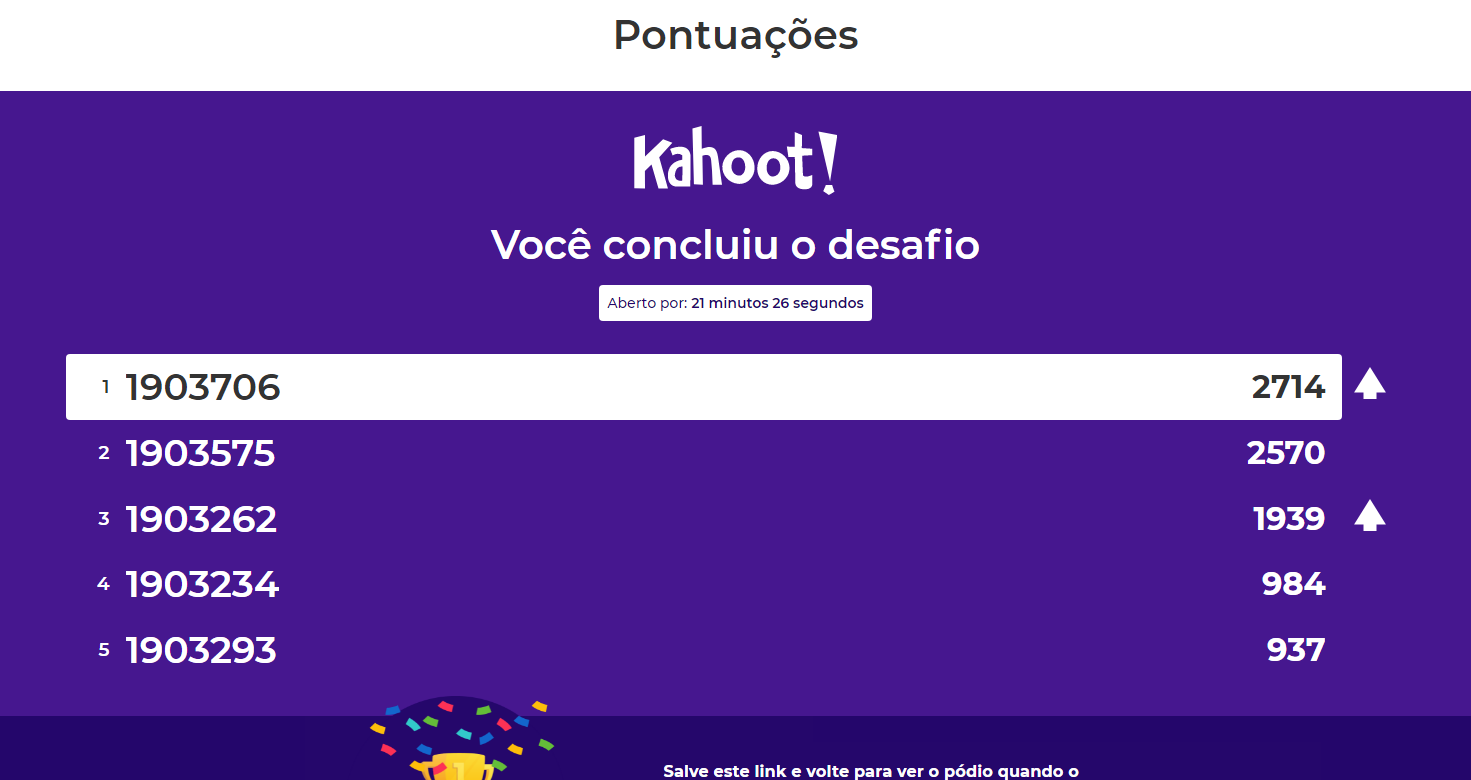 Pontuações
Kahoot!
Você concluiu o desafio
Aberto por: 21 minutos 26 segundos
1 1903706 2714
2 1903575 2570
3 1903262 1939
4 1903234 984
5 1903293 937
1
Salve este link e volte para ver o pódio quando o